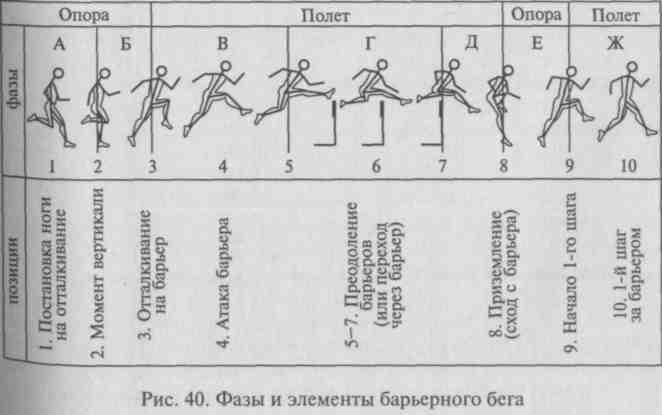 Опора Полет Опора Полет
фазы
А Б В Г Д Е Ж
1 2 3 4 5 6 7 8 9 10
позиции
1. Постановка ноги
на отталкивание
2. Момент вертикали
3. Отталкивание
на барьер
4. Атака барьера
5–7. Преодоление
барьеров
(или переход
через барьер)
8. Приземление
(сход с барьера)
9. Начало 1-го шага
10. 1-й шаг
за барьером
Рис. 40. Фазы и элементы барьерного бега